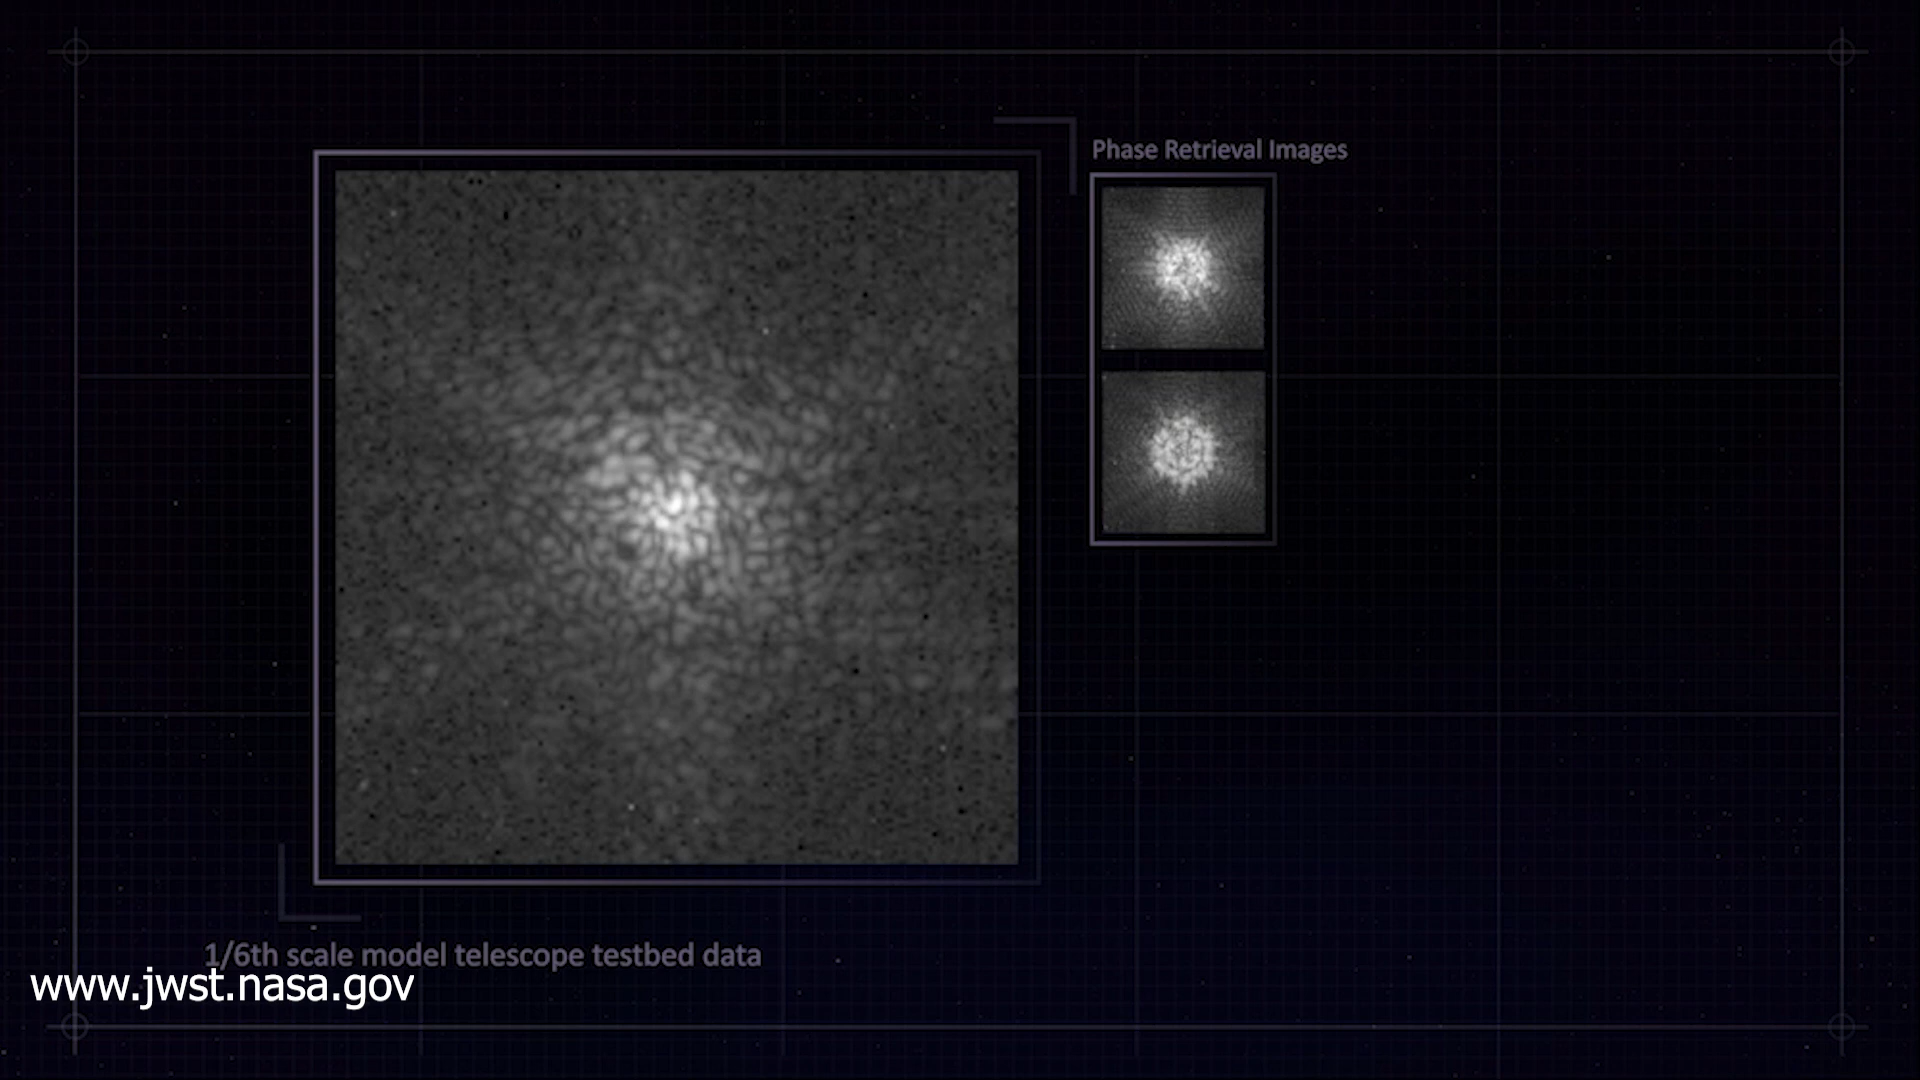 Phase Retrieval Images
1/6th scale model telescope testbed data
www.jwst.nasa.gov